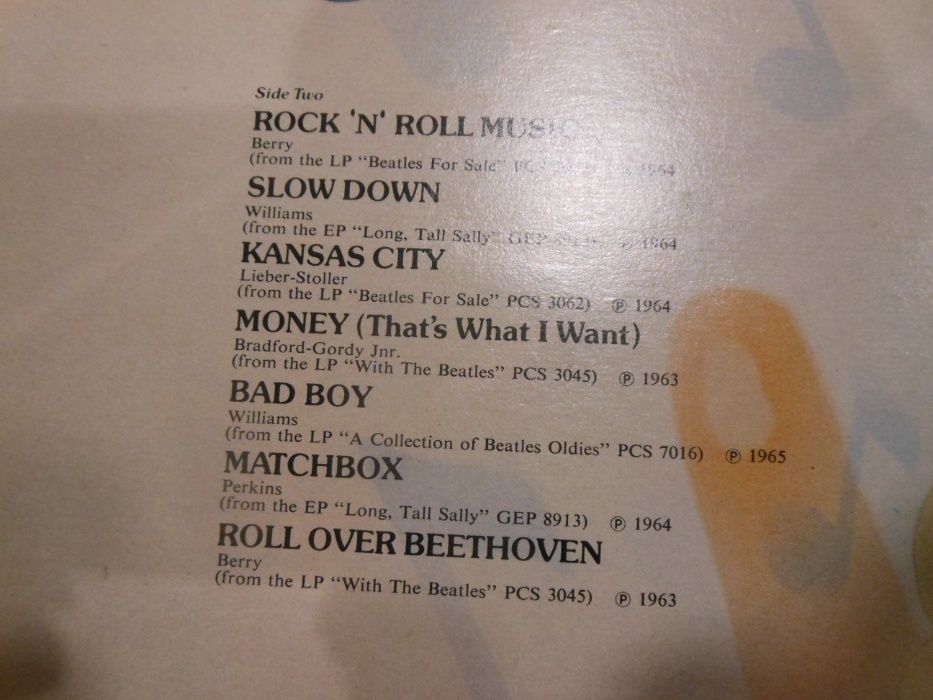 Side Two
ROCK 'N' ROLL MUSIC
Berry
(from the LP “Beatles For Sale” ℗ 1964
SLOW DOWN
Williams
(from the EP “Long, Tall Sally” GEP ℗ 1964
KANSAS CITY
Lieber-Stoller
(from the LP “Beatles For Sale” PCS 3062) ℗ 1964
MONEY (That's What I Want)
Bradford-Gordy Jnr.
(from the LP “With The Beatles” PCS 3045) ℗ 1963
BAD BOY
Williams
(from the LP “A Collection of Beatles Oldies” PCS 7016) ℗ 1965
MATCHBOX
Perkins
(from the EP “Long, Tall Sally” GEP 8913) ℗ 1964
ROLL OVER BEETHOVEN
Berry
(from the LP “With The Beatles” PCS 3045) ℗ 1963